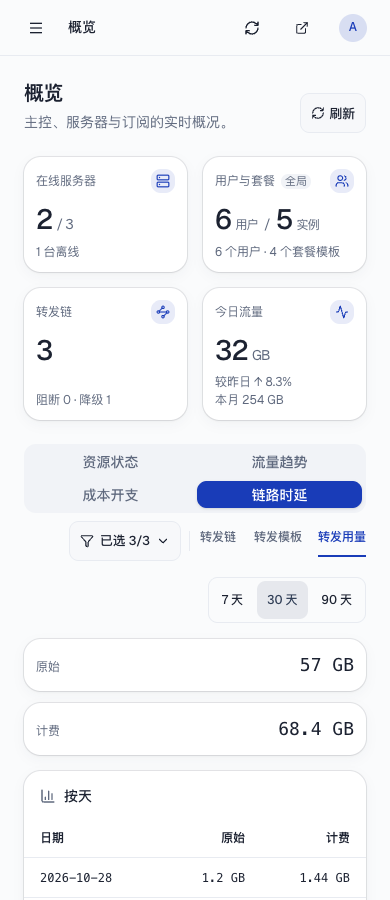 概览
A
概览
主控、服务器与订阅的实时概况。
刷新
在线服务器
2 / 3
1 台离线
用户与套餐 全局
6 用户 / 5 实例
6 个用户 · 4 个套餐模板
转发链
3
阻断 0 · 降级 1
今日流量
32 GB
较昨日 ↑ 8.3%
本月 254 GB
资源状态 流量趋势
成本开支 链路时延
已选 3/3 转发链 转发模板 转发用量
7 天 30 天 90 天
原始 57 GB
计费 68.4 GB
按天
日期 原始 计费
2026-10-28 1.2 GB 1.44 GB